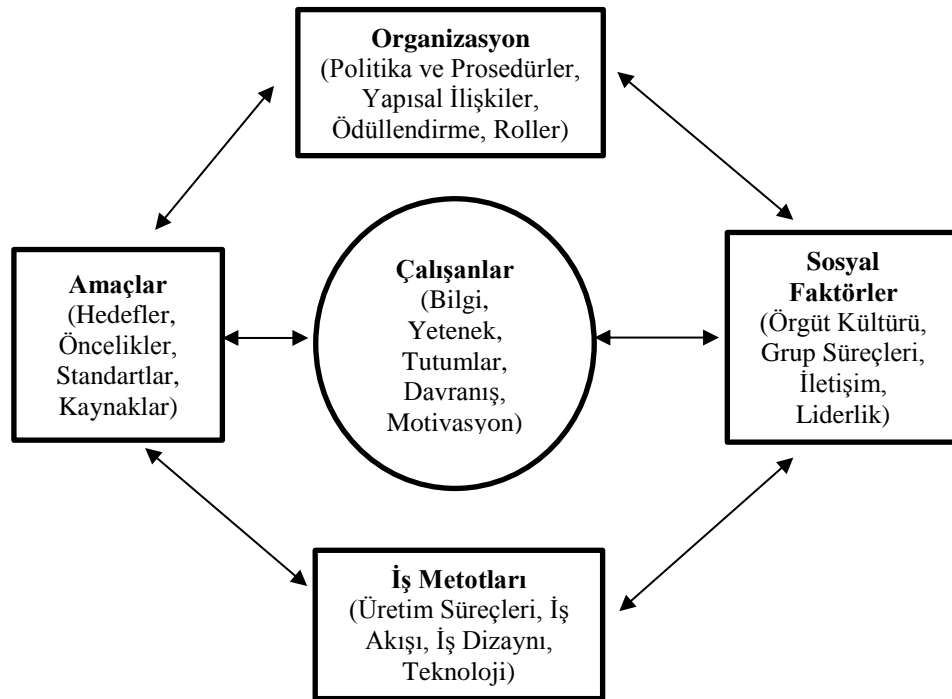 Organizasyon
(Politika ve Prosedürler,
Yapısal İlişkiler,
Ödüllendirme, Roller)
Amaçlar
(Hedefler,
Öncelikler,
Standartlar,
Kaynaklar)
Çalışanlar
(Bilgi,
Yetenek,
Tutumlar,
Davranış,
Motivasyon)
Sosyal
Faktörler
(Örgüt Kültürü,
Grup Süreçleri,
İletişim,
Liderlik)
İş Metotları
(Üretim Süreçleri, İş
Akışı, İş Dizaynı,
Teknoloji)